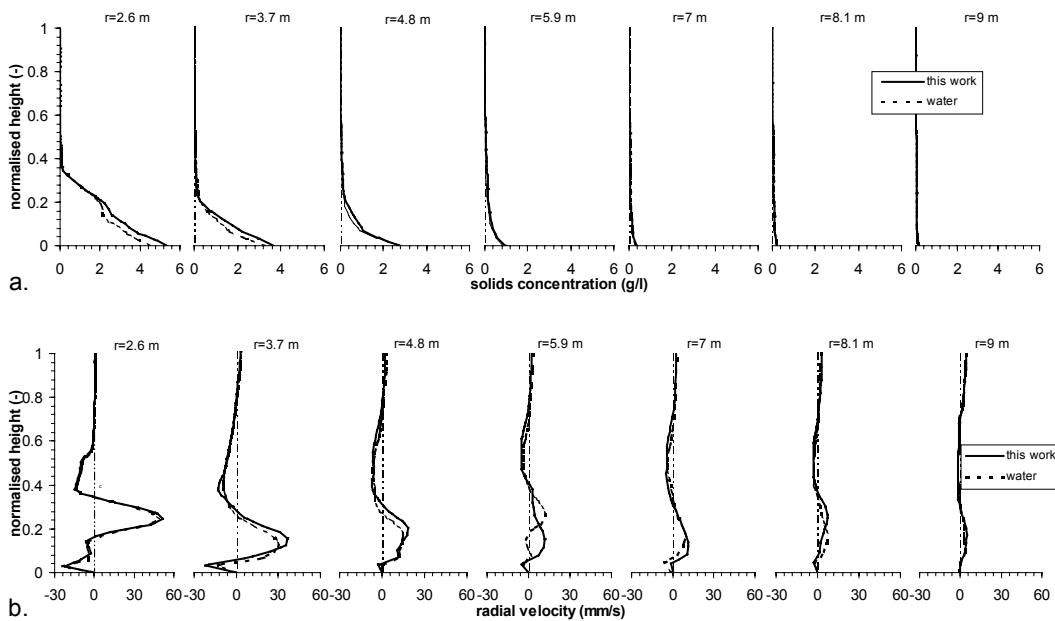 r=2.6 m r=3.7 m r=4.8 m r=5.9 m r=7 m r=8.1 m r=9 m
normalised height (-)
1
0.8
0.6
0.4
0.2
0
this work
water
0 2 4 6 0 2 4 6 0 2 4 6 0 2 4 6 0 2 4 6 0 2 4 6 0 2 4 6
solids concentration (g/l)
a.
r=2.6 m r=3.7 m r=4.8 m r=5.9 m r=7 m r=8.1 m r=9 m
normalised height (-)
1
0.8
0.6
0.4
0.2
0
this work
water
-30 0 30 60 -30 0 30 60 -30 0 30 60 -30 0 30 60 -30 0 30 60 -30 0 30 60 -30 0 30 60
radial velocity (mm/s)
b.